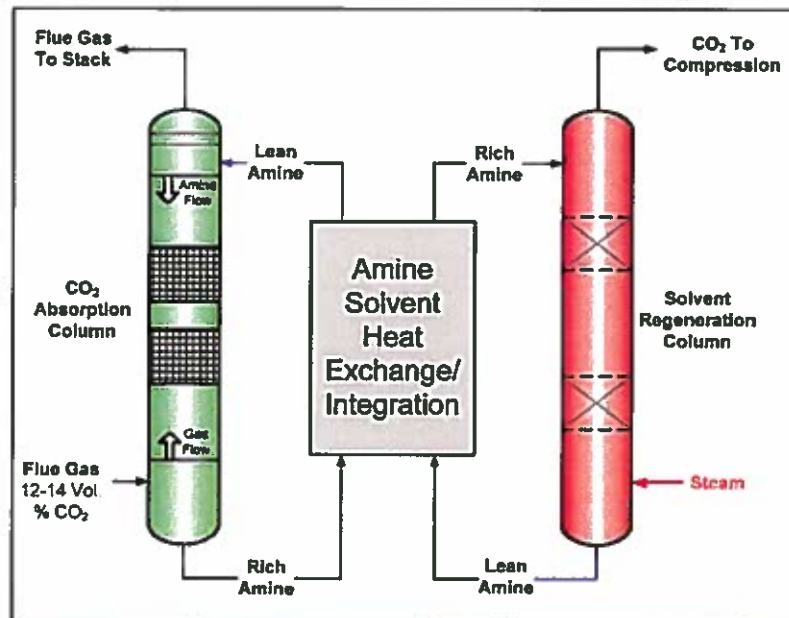 Flue Gas
To Stack
CO₂ To
Compression
Lean
Amine
Rich
Amine
Amine
Flow
CO₂
Absorption
Column
Amine
Solvent
Heat
Exchange/
Integration
Solvent
Regeneration
Column
Gas
Flow
Flue Gas
12-14 Vol.
% CO₂
Steam
Rich
Amine
Lean
Amine